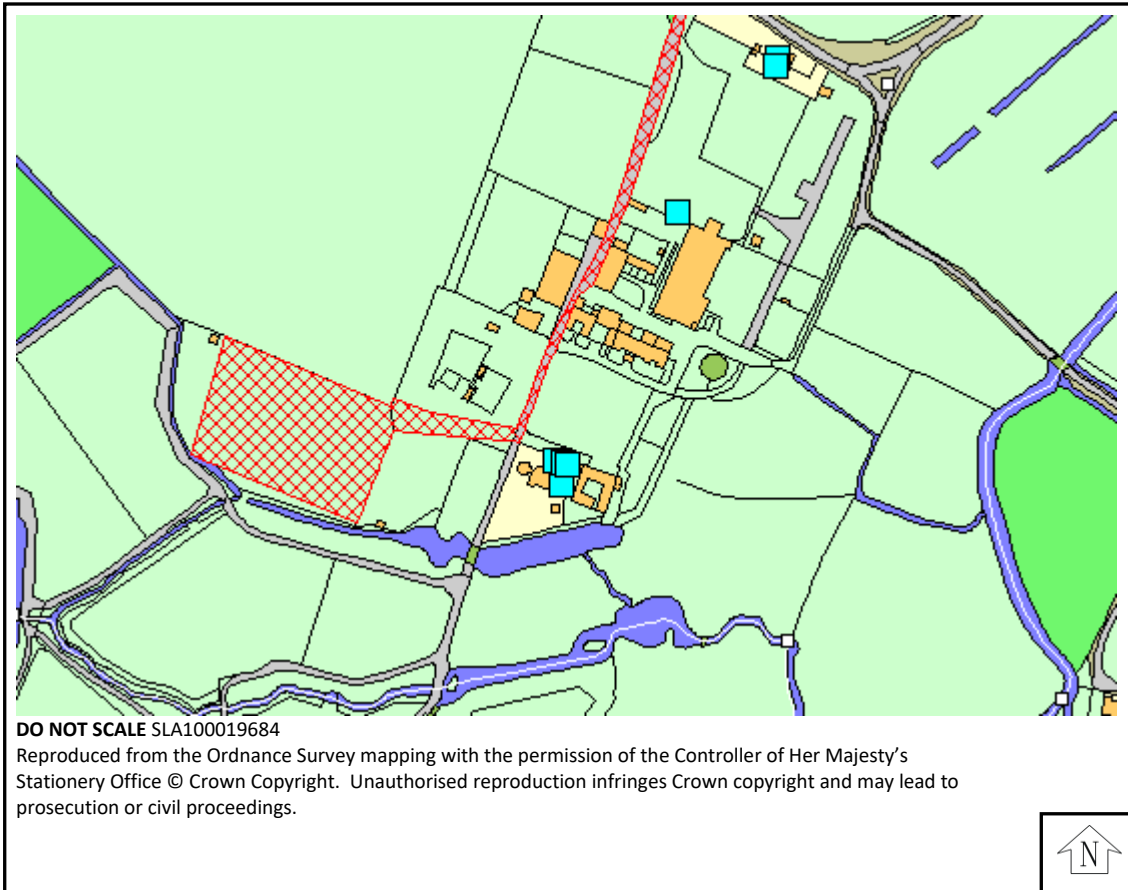 DO NOT SCALE SLA100019684
Reproduced from the Ordnance Survey mapping with the permission of the Controller of Her Majesty's
Stationery Office © Crown Copyright.  Unauthorised reproduction infringes Crown copyright and may lead to
prosecution or civil proceedings.
N